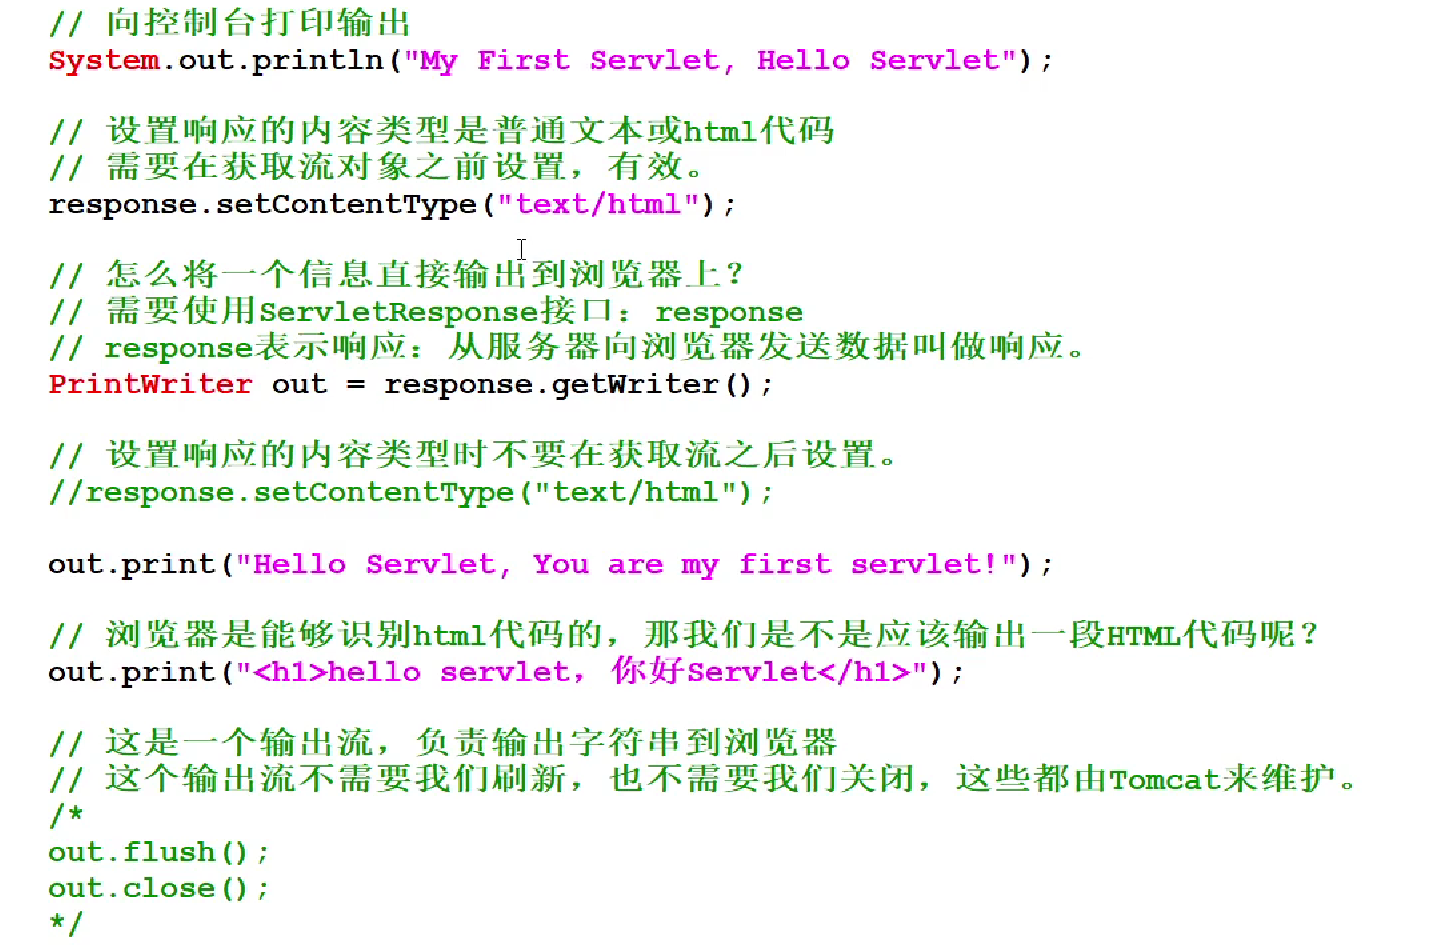 // 向控制台打印输出
System.out.println("My First Servlet, Hello Servlet");
// 设置响应的内容类型是普通文本或html代码
// 需要在获取流对象之前设置，有效。
response.setContentType("text/html");
// 怎么将一个信息直接输出到浏览器上？
// 需要使用ServletResponse接口：response
// response表示响应：从服务器向浏览器发送数据叫做响应。
PrintWriter out = response.getWriter();
// 设置响应的内容类型时不要在获取流之后设置。
//response.setContentType("text/html");
out.print("Hello Servlet, You are my first servlet!");
// 浏览器是能够识别html代码的，那我们是不是应该输出一段HTML代码呢？
out.print("<h1>hello servlet，你好Servlet</h1>");
// 这是一个输出流，负责输出字符串到浏览器
// 这个输出流不需要我们刷新，也不需要我们关闭，这些都由Tomcat来维护。
/*
out.flush();
out.close();
*/